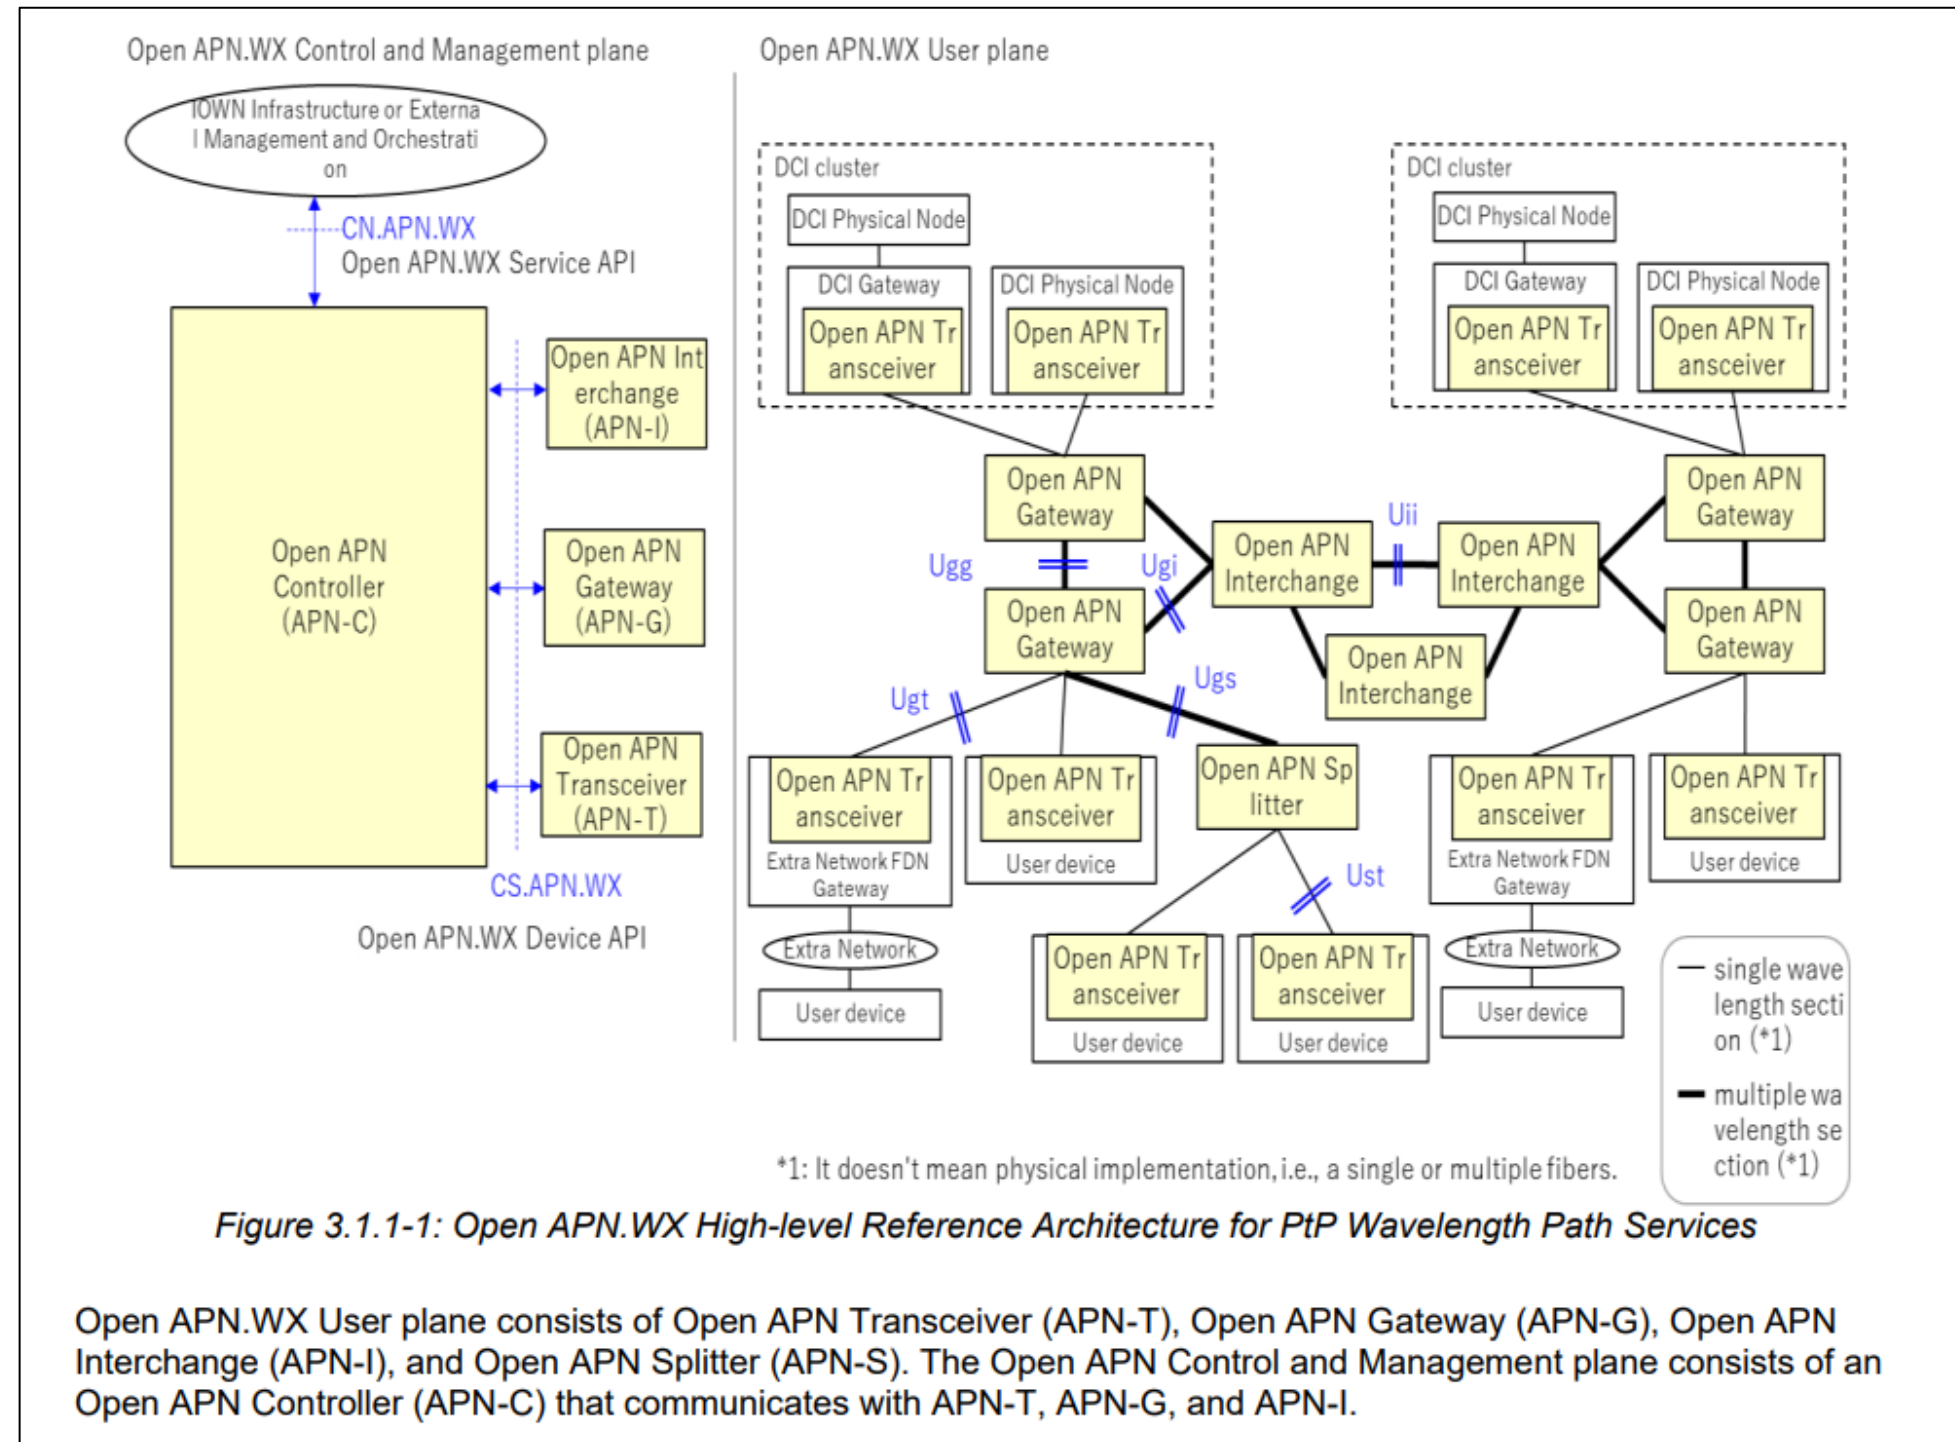 Open APN.WX Control and Management plane
IOWN Infrastructure or Externa
l Management and Orchestrati
on
CN.APN.WX
Open APN.WX Service API
Open APN
Controller
(APN-C)
Open APN Int
erchange
(APN-I)
Open APN
Gateway
(APN-G)
Open APN
Transceiver
(APN-T)
CS.APN.WX
Open APN.WX Device API
Open APN.WX User plane
DCI cluster
DCI Physical Node
DCI Gateway
Open APN Tr
ansceiver
DCI Physical Node
Open APN Tr
ansceiver
DCI cluster
DCI Physical Node
DCI Gateway
Open APN Tr
ansceiver
DCI Physical Node
Open APN Tr
ansceiver
Open APN
Gateway
Ugg
Ugi
Open APN
Gateway
Open APN
Interchange
Uii
Open APN
Interchange
Open APN
Interchange
Open APN
Gateway
Open APN
Gateway
Ugt
Ugs
Open APN Tr
ansceiver
Extra Network FDN
Gateway
Extra Network
User device
Open APN Tr
ansceiver
User device
Open APN Sp
litter
Ust
Open APN Tr
ansceiver
User device
Open APN Tr
ansceiver
User device
Open APN Tr
ansceiver
Extra Network FDN
Gateway
Extra Network
User device
Open APN Tr
ansceiver
User device
single wave
length secti
on (*1)
multiple wa
velength se
ction (*1)
*1: It doesn't mean physical implementation, i.e., a single or multiple fibers.
Figure 3.1.1-1: Open APN.WX High-level Reference Architecture for PtP Wavelength Path Services
Open APN.WX User plane consists of Open APN Transceiver (APN-T), Open APN Gateway (APN-G), Open APN
Interchange (APN-I), and Open APN Splitter (APN-S). The Open APN Control and Management plane consists of an
Open APN Controller (APN-C) that communicates with APN-T, APN-G, and APN-I.